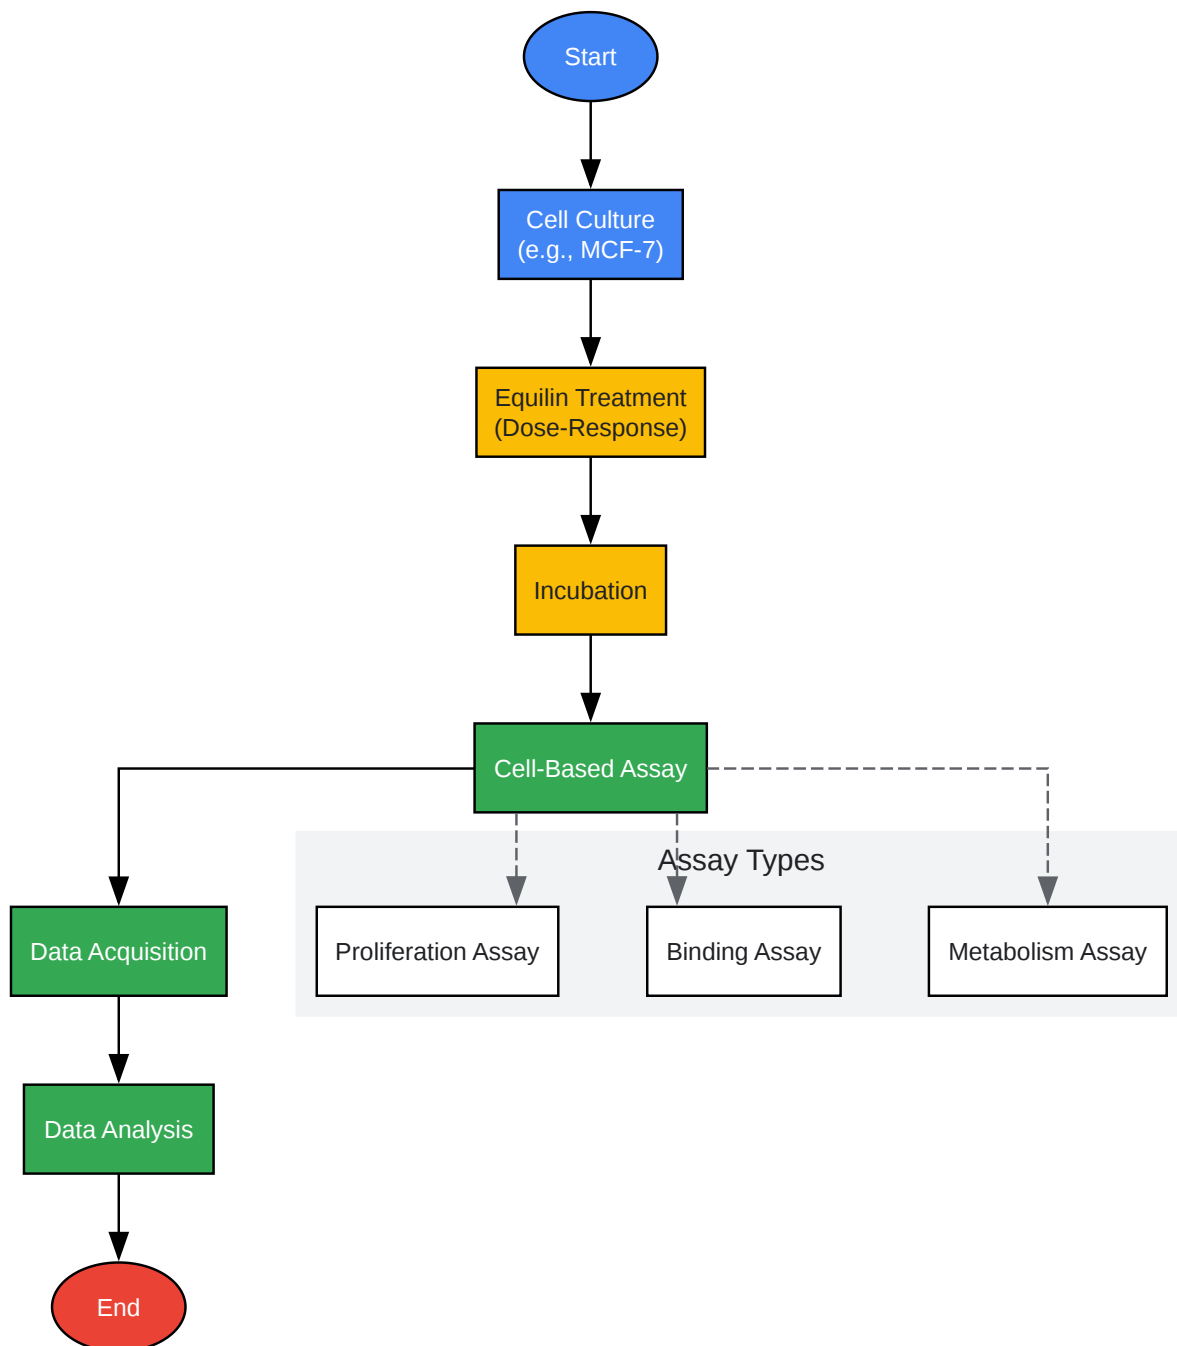 Start
Cell Culture
(e.g., MCF-7)
Equilin Treatment
(Dose-Response)
Incubation
Cell-Based Assay
Assay Types
Data Acquisition
Proliferation Assay
Binding Assay
Metabolism Assay
Data Analysis
End